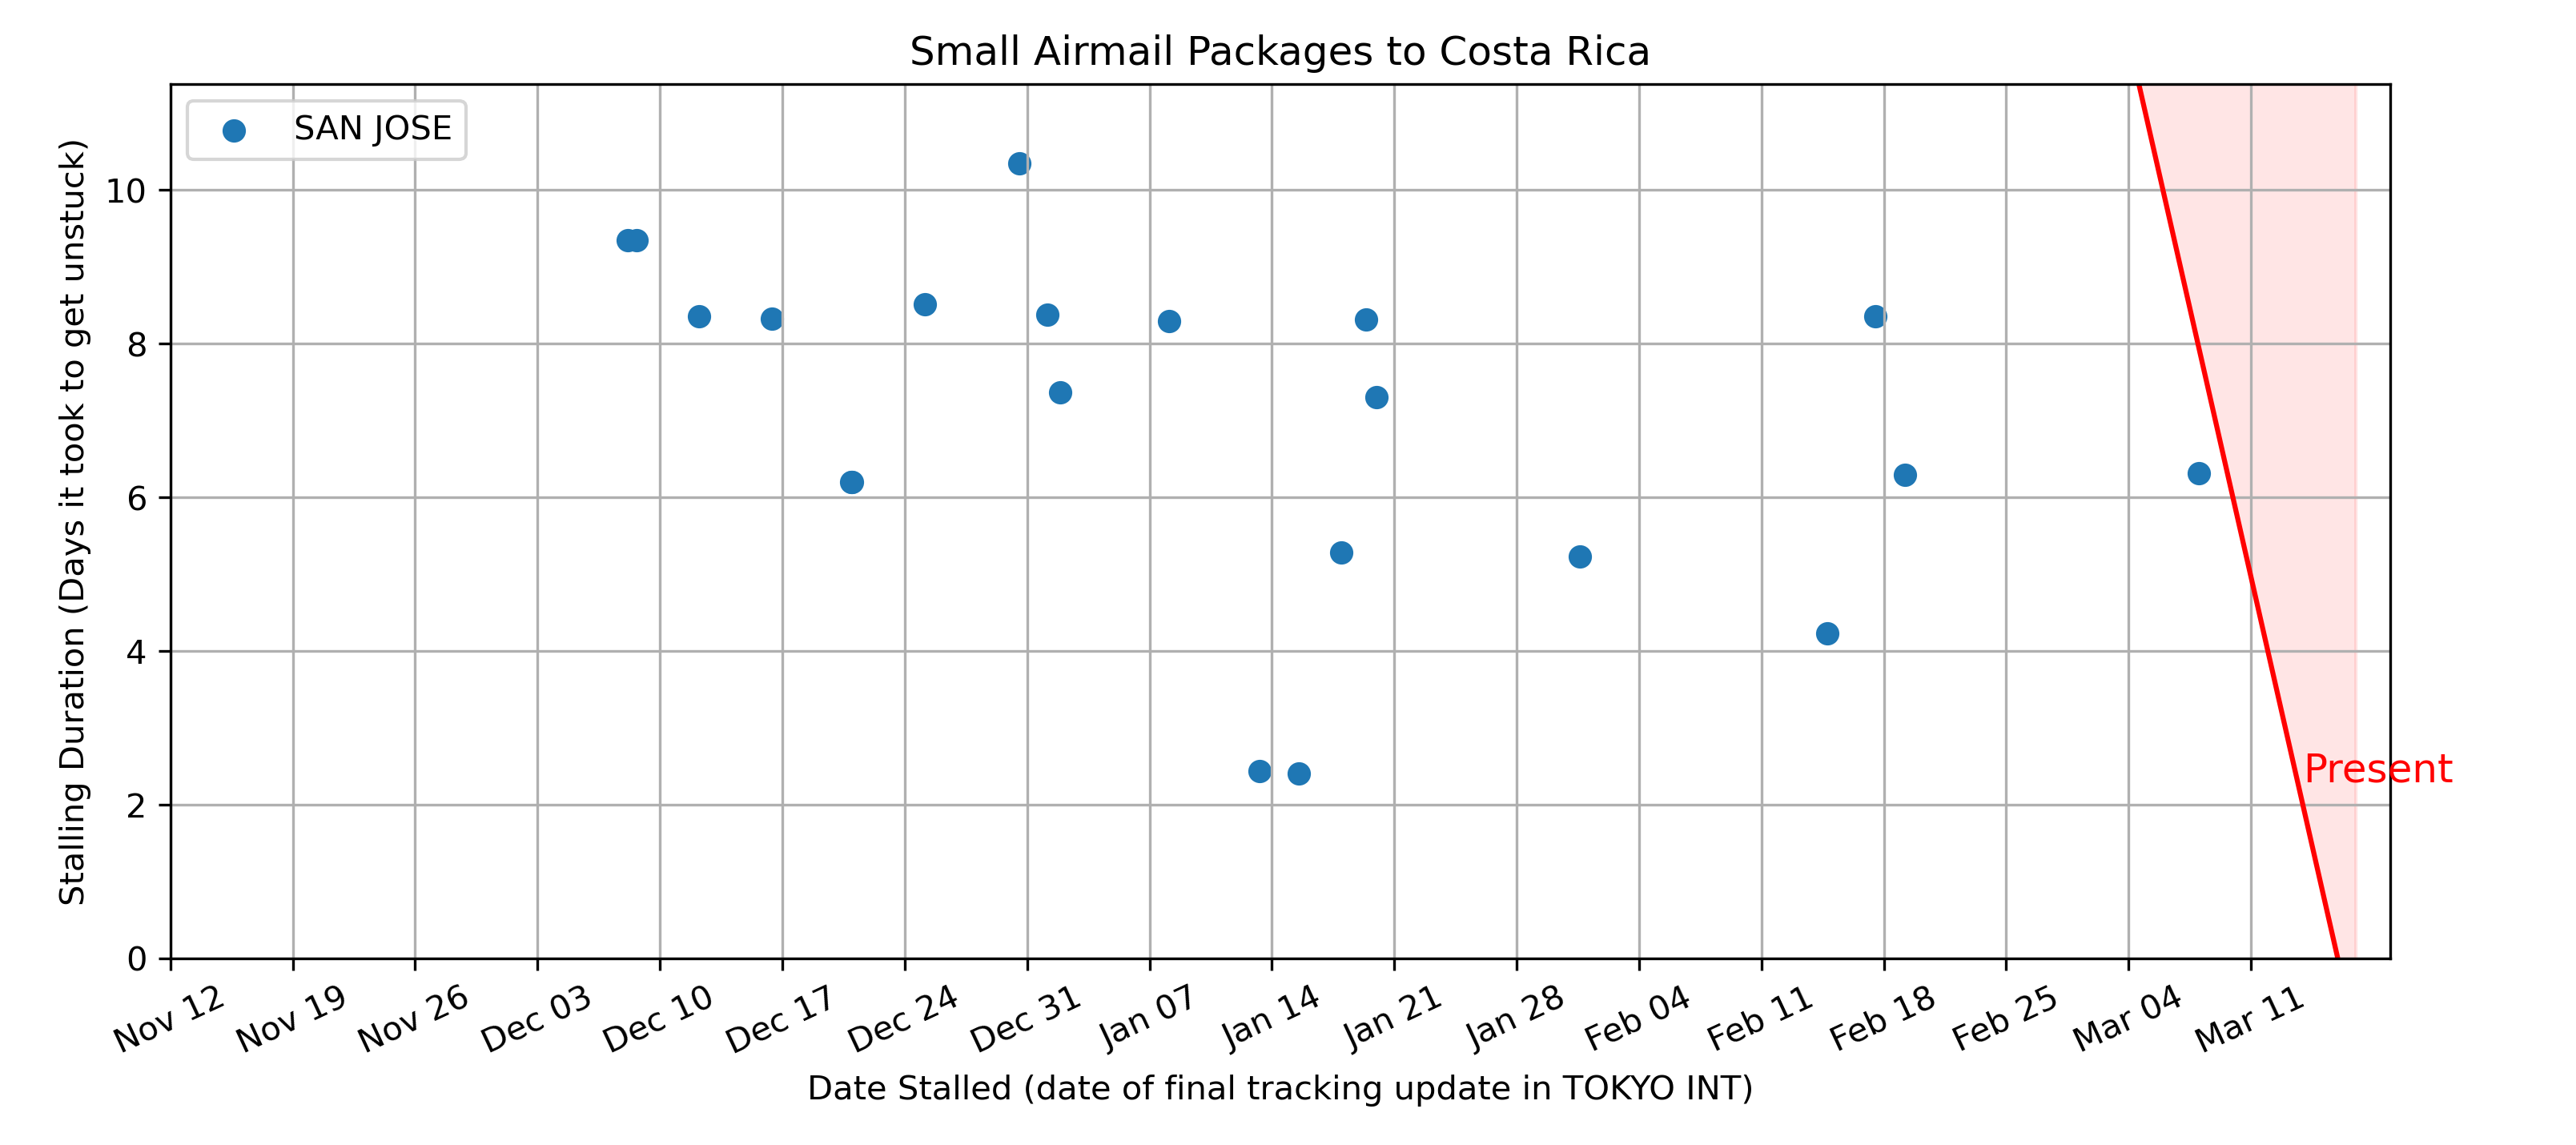 Small Airmail Packages to Costa Rica
SAN JOSE
Stalling Duration (Days it took to get unstuck)
10
8
6
4
2
0
Present
Nov 12
Nov 19
Nov 26
Dec 03
Dec 10
Dec 17
Dec 24
Dec 31
Jan 07
Jan 14
Jan 21
Jan 28
Feb 04
Feb 11
Feb 18
Feb 25
Mar 04
Mar 11
Date Stalled (date of final tracking update in TOKYO INT)